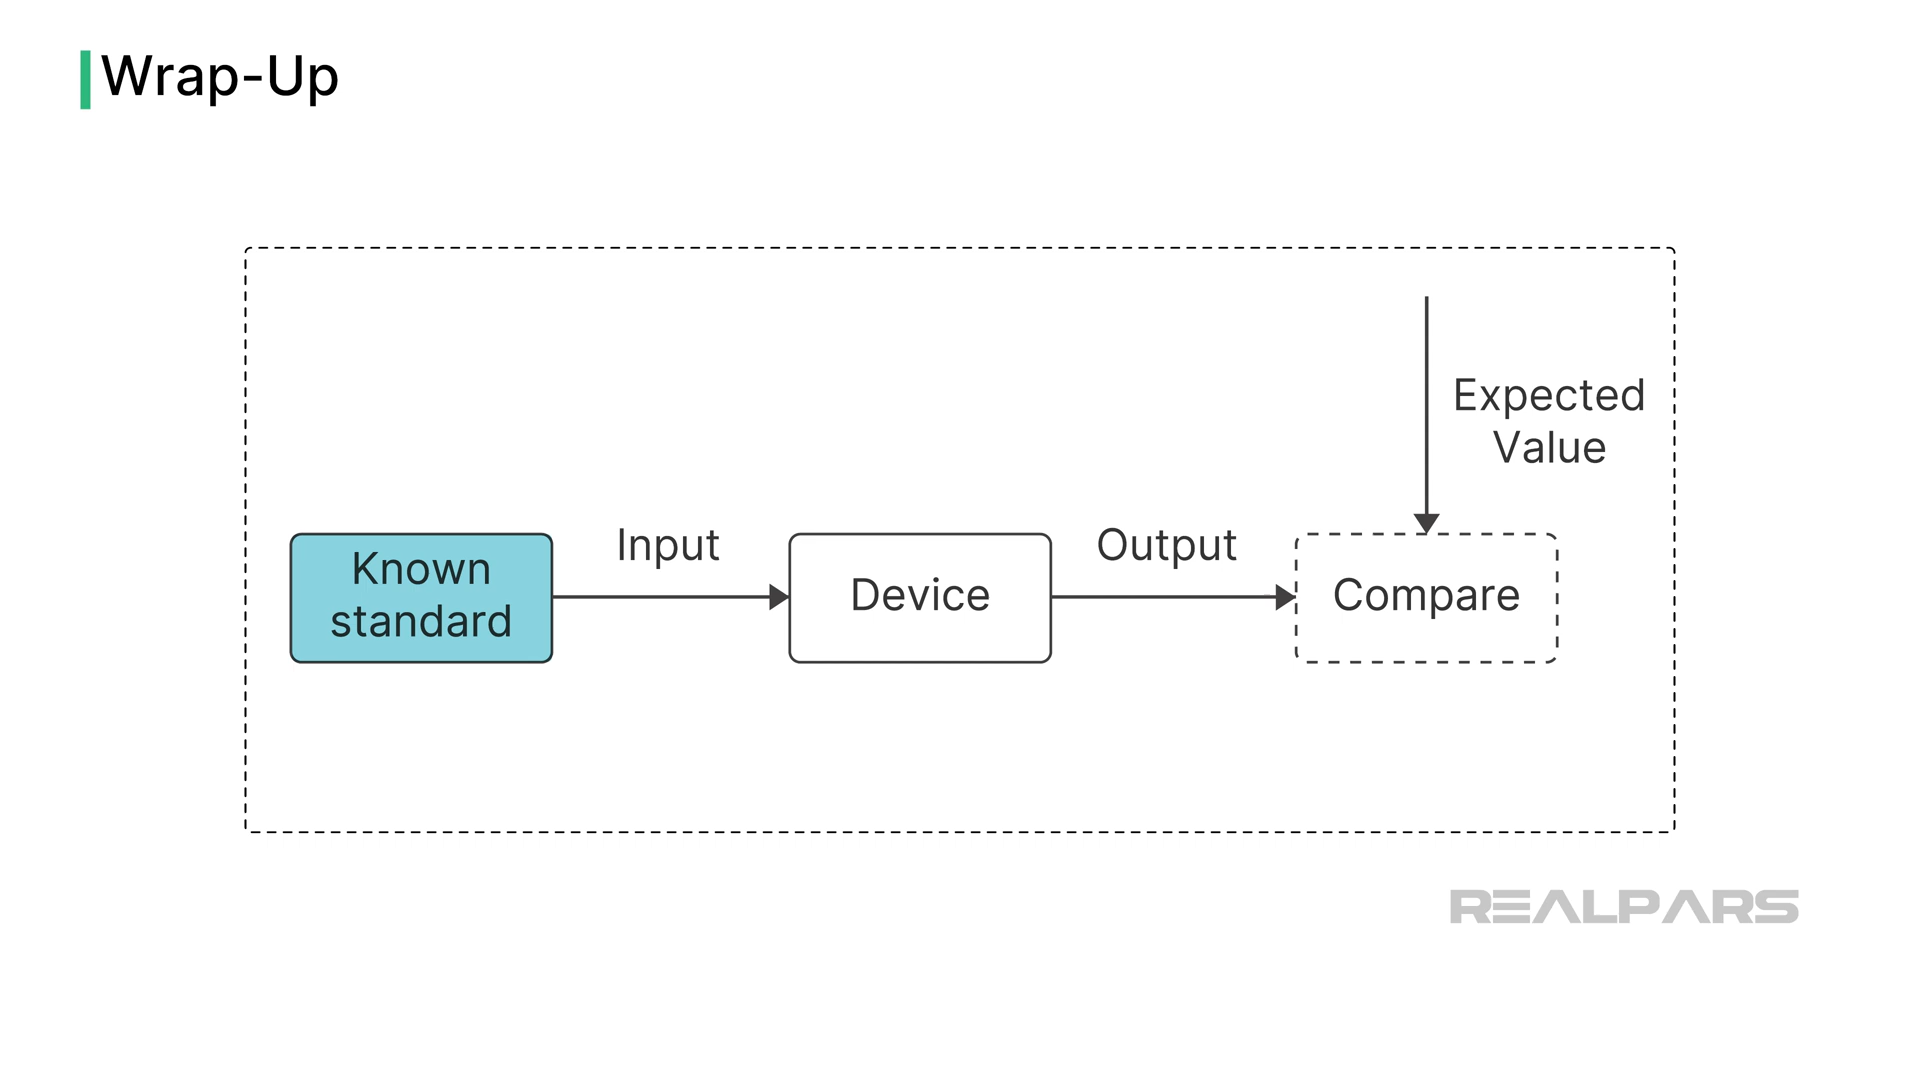 Wrap-Up
Expected
Value
Known
standard
Input
Device
Output
Compare
REALPARS